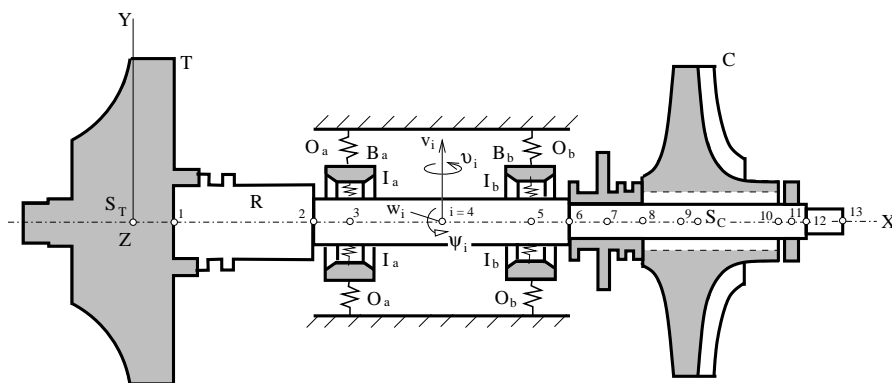 Y
T
C
O_a
B_a
v_i
B_b
O_b
υ_i
I_a
I_b
R
S_T
1
2
3
w_i
i = 4
5
6
7
8
9
S_C
10
11
12
13
X
Z
ψ_i
I_a
I_b
O_a
O_b